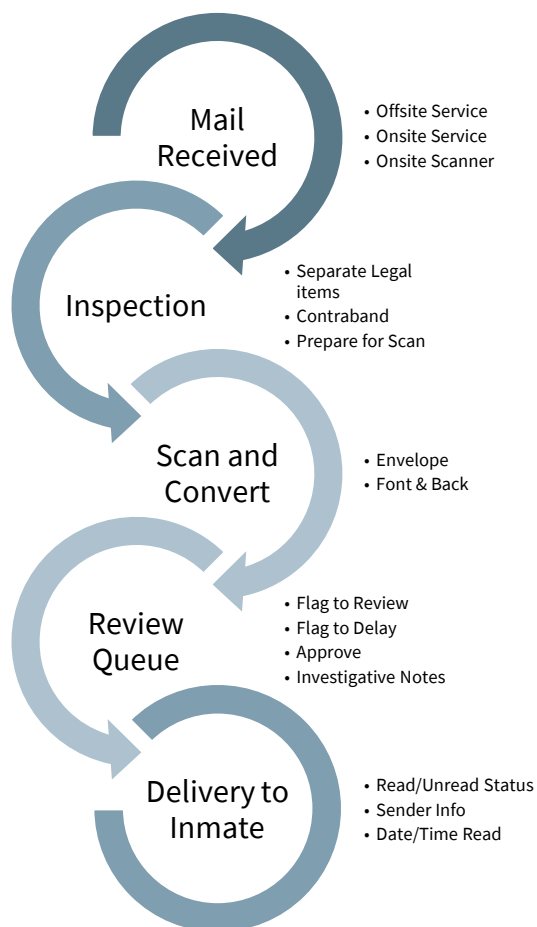 Mail
Received
• Offsite Service
• Onsite Service
• Onsite Scanner
Inspection
• Separate Legal
items
• Contraband
• Prepare for Scan
Scan and
Convert
• Envelope
• Font & Back
Review
Queue
• Flag to Review
• Flag to Delay
• Approve
• Investigative Notes
Delivery to
Inmate
• Read/Unread Status
• Sender Info
• Date/Time Read